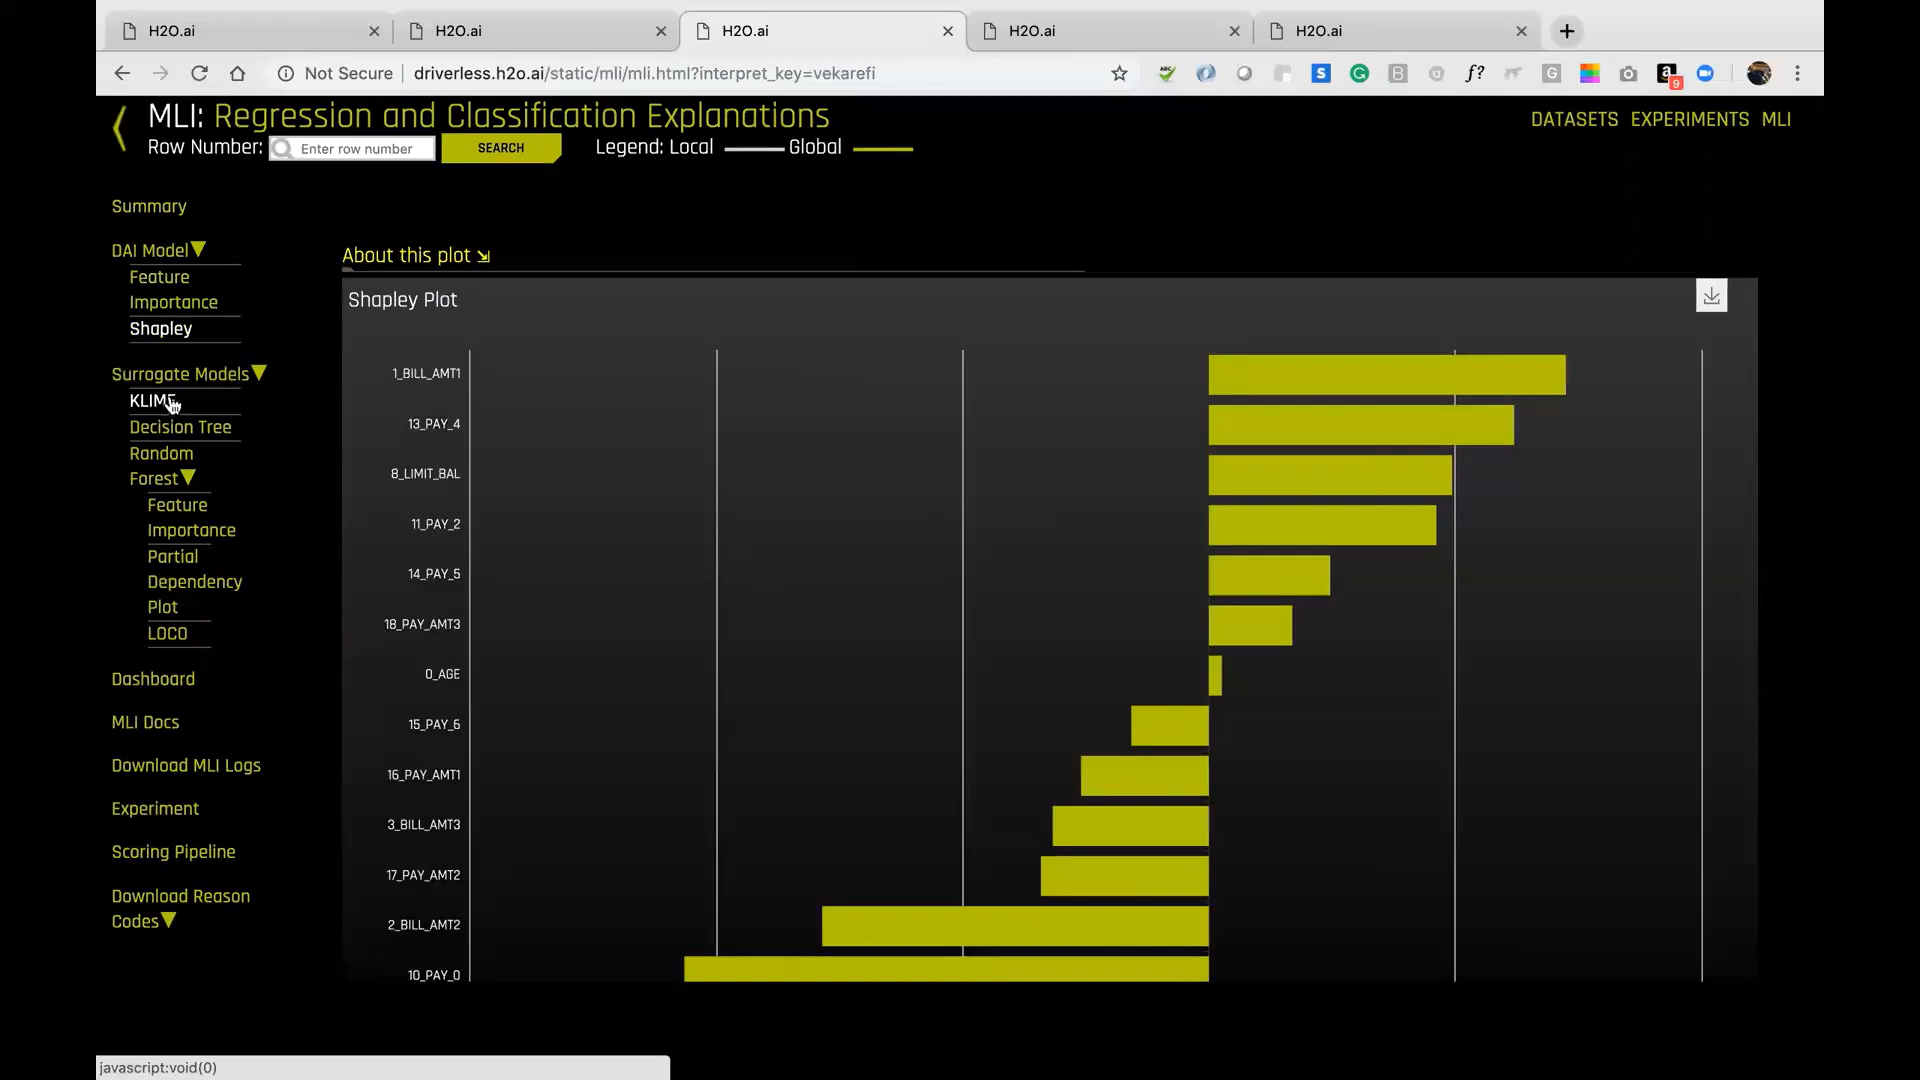 H2O.ai
H2O.ai
H2O.ai
H2O.ai
H2O.ai
Not Secure
driverless.h2o.ai/static/mli/mli.html?interpret_key=vekarefi
MLI: Regression and Classification Explanations
DATASETS EXPERIMENTS MLI
Row Number:
Enter row number
SEARCH
Legend: Local
Global
Summary
DAI Model
Feature
Importance
Shapley
Surrogate Models
KLIME
Decision Tree
Random
Forest
Feature
Importance
Partial
Dependency
Plot
LOCO
Dashboard
MLI Docs
Download MLI Logs
Experiment
Scoring Pipeline
Download Reason
Codes
About this plot
Shapley Plot
1_BILL_AMT1
13_PAY_4
8_LIMIT_BAL
11_PAY_2
14_PAY_5
18_PAY_AMT3
0_AGE
15_PAY_6
16_PAY_AMT1
3_BILL_AMT3
17_PAY_AMT2
2_BILL_AMT2
10_PAY_0
javascript:void(0)